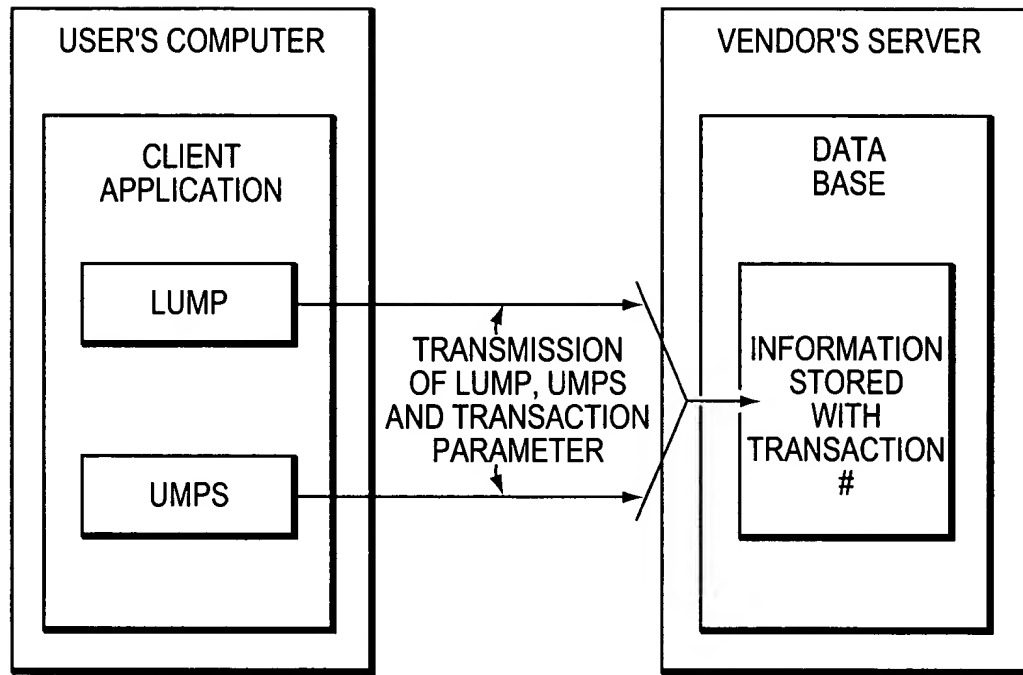 USER'S COMPUTER
CLIENT
APPLICATION
LUMP
UMPS
TRANSMISSION
OF LUMP, UMPS
AND TRANSACTION
PARAMETER
VENDOR'S SERVER
DATA
BASE
INFORMATION
STORED
WITH
TRANSACTION
#